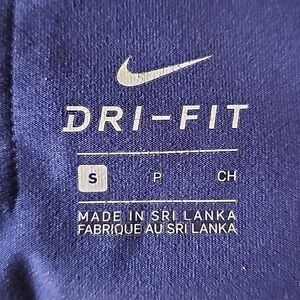 DRI-FIT
S P CH
MADE IN SRI LANKA
FABRIQUE AU SRI LANKA